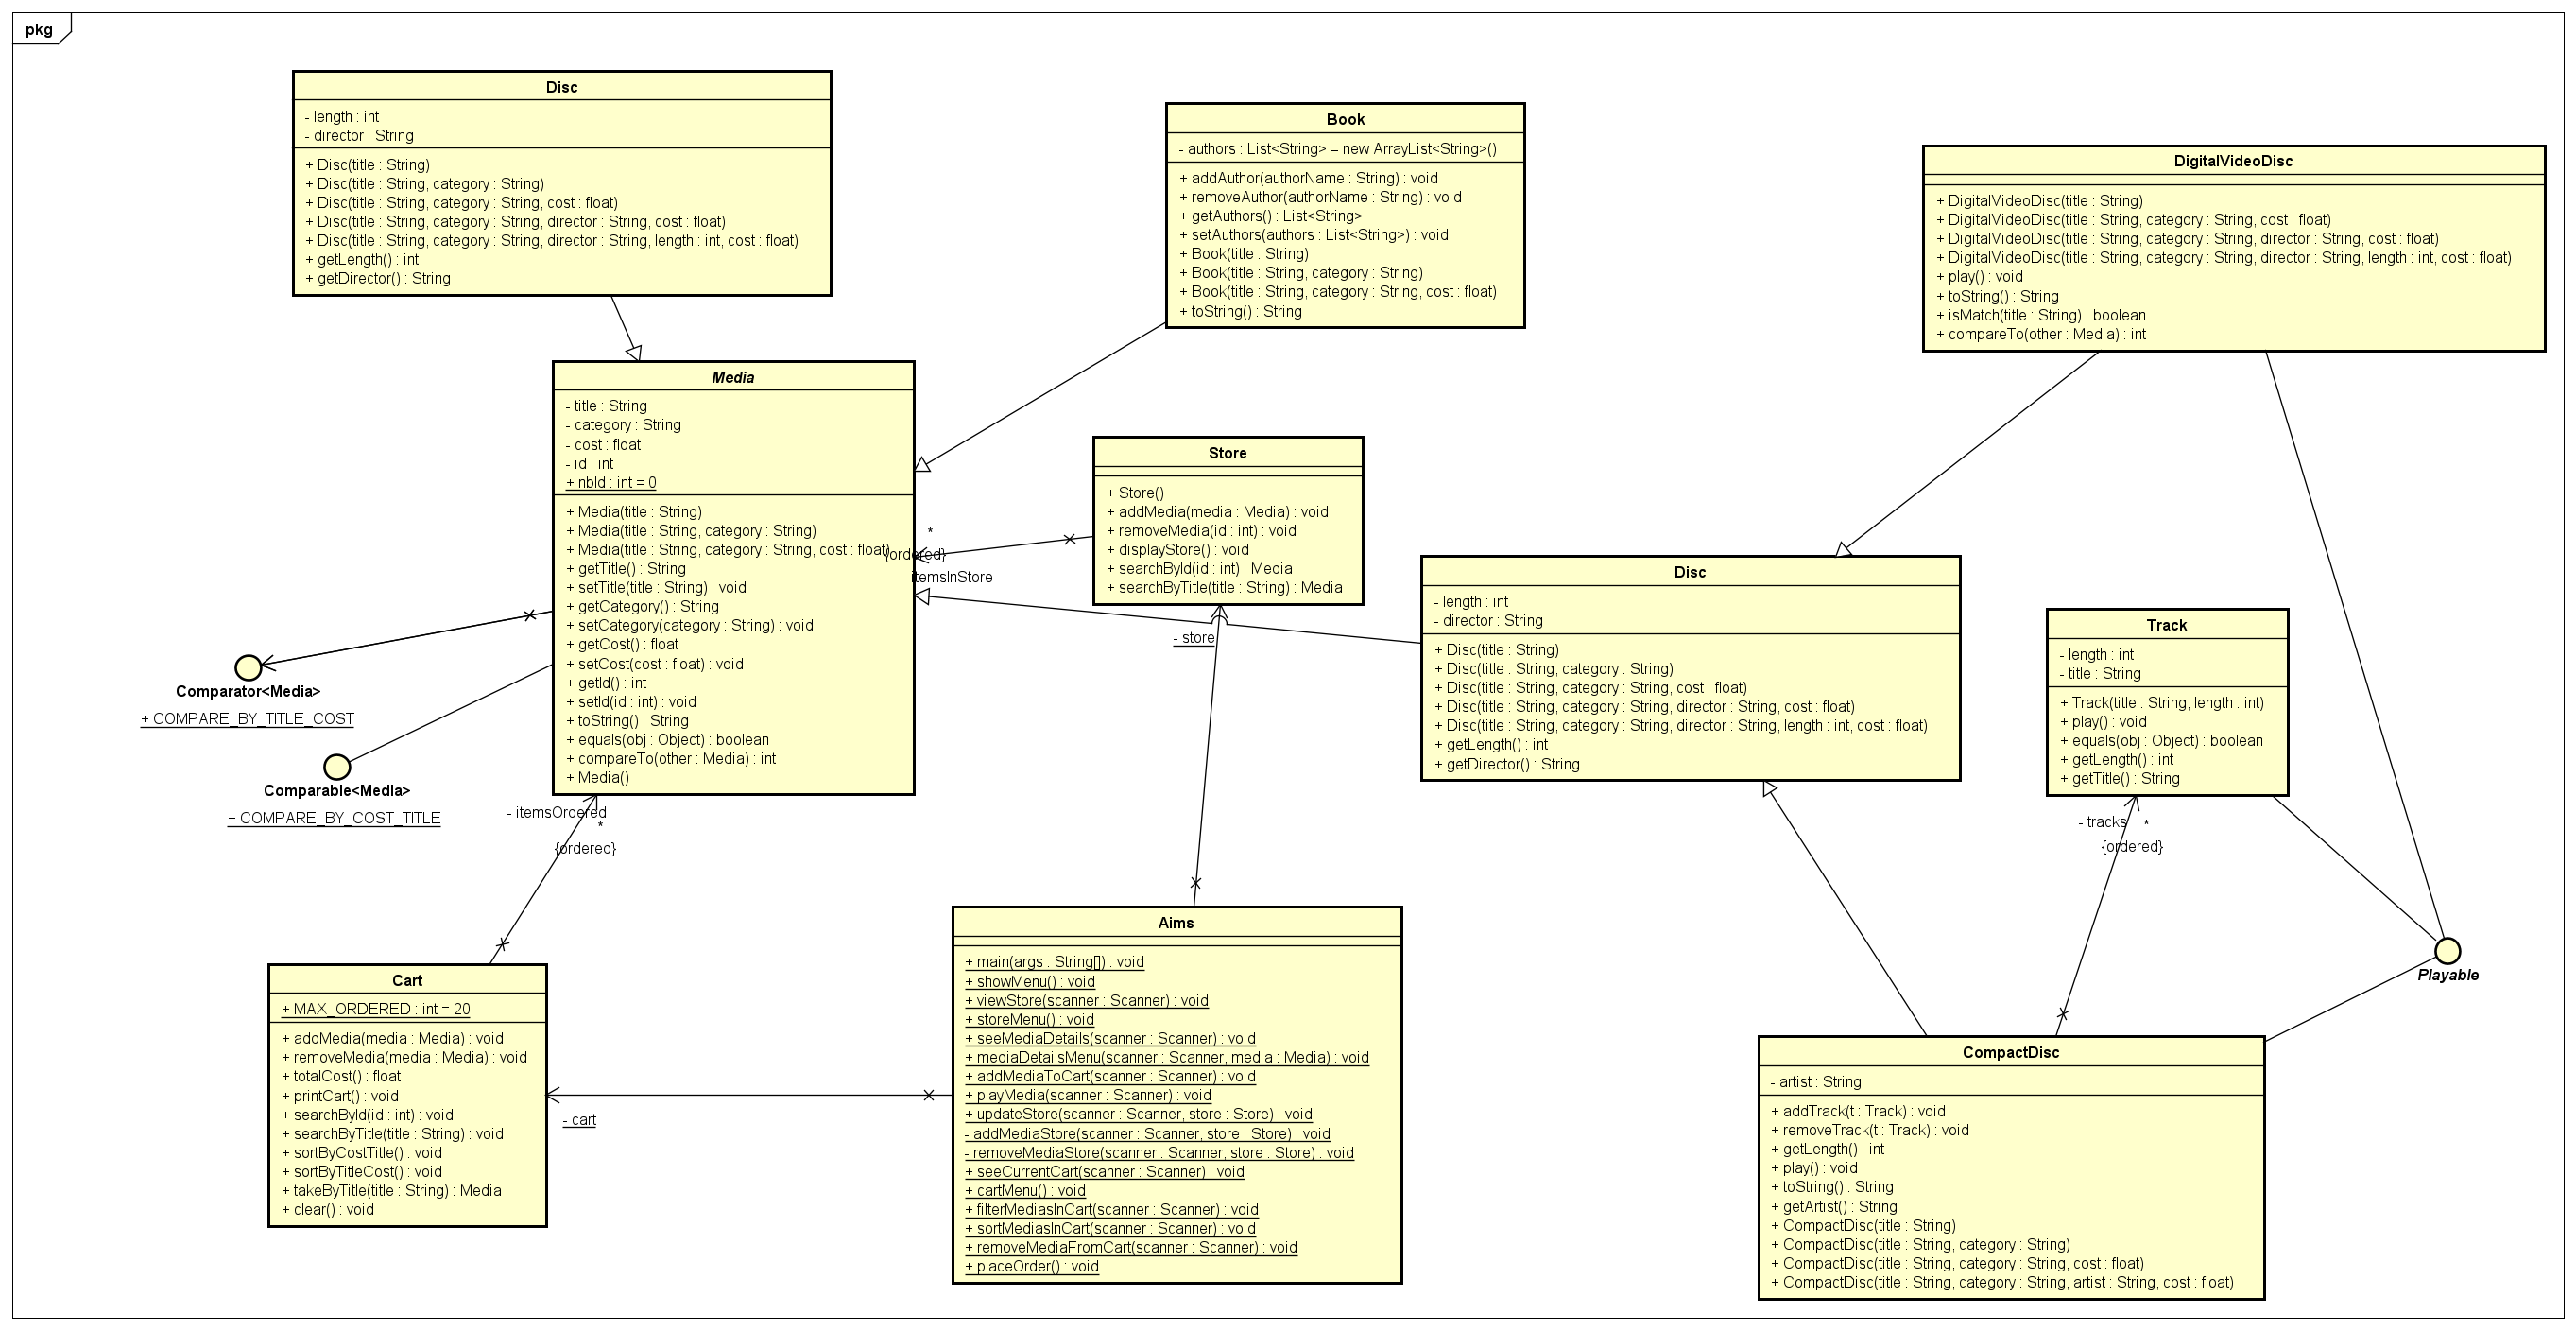 pkg
Disc
- length : int
- director : String
+ Disc(title : String)
+ Disc(title : String, category : String)
+ Disc(title : String, category : String, cost : float)
+ Disc(title : String, category : String, director : String, cost : float)
+ Disc(title : String, category : String, director : String, length : int, cost : float)
+ getLength() : int
+ getDirector() : String
Book
- authors : List<String> = new ArrayList<String>()
+ addAuthor(authorName : String) : void
+ removeAuthor(authorName : String) : void
+ getAuthors() : List<String>
+ setAuthors(authors : List<String>) : void
+ Book(title : String)
+ Book(title : String, category : String)
+ Book(title : String, category : String, cost : float)
+ toString() : String
DigitalVideoDisc
+ DigitalVideoDisc(title : String)
+ DigitalVideoDisc(title : String, category : String, cost : float)
+ DigitalVideoDisc(title : String, category : String, director : String, cost : float)
+ DigitalVideoDisc(title : String, category : String, director : String, length : int, cost : float)
+ play() : void
+ toString() : String
+ isMatch(title : String) : boolean
+ compareTo(other : Media) : int
Media
- title : String
- category : String
- cost : float
- id : int
+ nbId : int = 0
+ Media(title : String)
+ Media(title : String, category : String)
+ Media(title : String, category : String, cost : float)
+ getTitle() : String
+ setTitle(title : String) : void
+ getCategory() : String
+ setCategory(category : String) : void
+ getCost() : float
+ setCost(cost : float) : void
+ getId() : int
+ setId(id : int) : void
+ toString() : String
+ equals(obj : Object) : boolean
+ compareTo(other : Media) : int
+ Media()
*
{ordered}
- itemsInStore
Store
+ Store()
+ addMedia(media : Media) : void
+ removeMedia(id : int) : void
+ displayStore() : void
+ searchById(id : int) : Media
+ searchByTitle(title : String) : Media
- store
Disc
- length : int
- director : String
+ Disc(title : String)
+ Disc(title : String, category : String)
+ Disc(title : String, category : String, cost : float)
+ Disc(title : String, category : String, director : String, cost : float)
+ Disc(title : String, category : String, director : String, length : int, cost : float)
+ getLength() : int
+ getDirector() : String
Track
- length : int
- title : String
+ Track(title : String, length : int)
+ play() : void
+ equals(obj : Object) : boolean
+ getLength() : int
+ getTitle() : String
Comparator<Media>
+ COMPARE_BY_TITLE_COST
Comparable<Media>
+ COMPARE_BY_COST_TITLE
- itemsOrdered
*
{ordered}
- tracks
*
{ordered}
Cart
+ MAX_ORDERED : int = 20
+ addMedia(media : Media) : void
+ removeMedia(media : Media) : void
+ totalCost() : float
+ printCart() : void
+ searchById(id : int) : void
+ searchByTitle(title : String) : void
+ sortByCostTitle() : void
+ sortByTitleCost() : void
+ takeByTitle(title : String) : Media
+ clear() : void
- cart
Aims
+ main(args : String[]) : void
+ showMenu() : void
+ viewStore(scanner : Scanner) : void
+ storeMenu() : void
+ seeMediaDetails(scanner : Scanner) : void
+ mediaDetailsMenu(scanner : Scanner, media : Media) : void
+ addMediaToCart(scanner : Scanner) : void
+ playMedia(scanner : Scanner) : void
+ updateStore(scanner : Scanner, store : Store) : void
- addMediaStore(scanner : Scanner, store : Store) : void
- removeMediaStore(scanner : Scanner, store : Store) : void
+ seeCurrentCart(scanner : Scanner) : void
+ cartMenu() : void
+ filterMediasInCart(scanner : Scanner) : void
+ sortMediasInCart(scanner : Scanner) : void
+ removeMediaFromCart(scanner : Scanner) : void
+ placeOrder() : void
Playable
CompactDisc
- artist : String
+ addTrack(t : Track) : void
+ removeTrack(t : Track) : void
+ getLength() : int
+ play() : void
+ toString() : String
+ getArtist() : String
+ CompactDisc(title : String)
+ CompactDisc(title : String, category : String)
+ CompactDisc(title : String, category : String, cost : float)
+ CompactDisc(title : String, category : String, artist : String, cost : float)